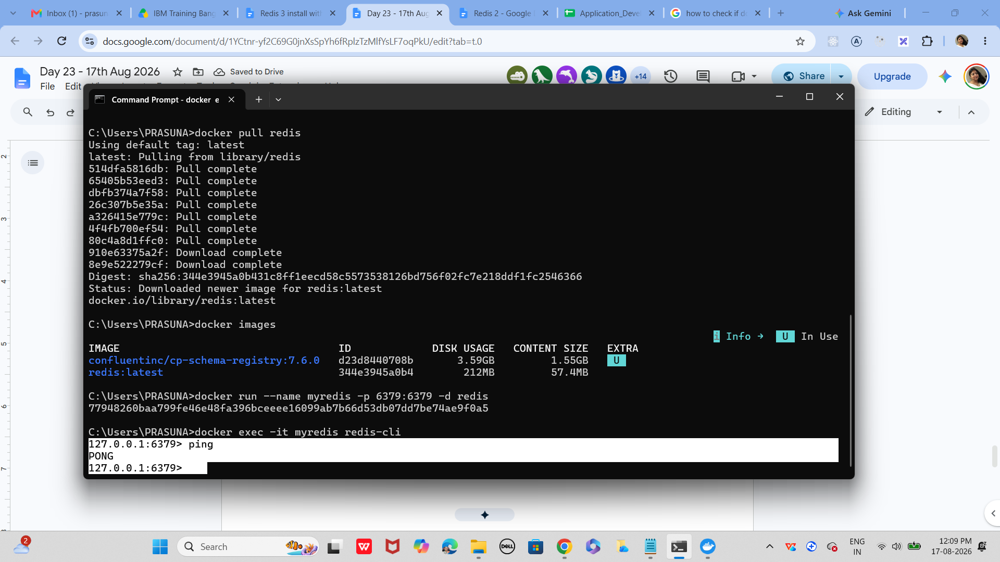 Inbox (1) - prasun
IBM Training Bang
Redis 3 install wit
Day 23 - 17th Aug
Redis 2 - Google
Application_Deve
how to check if d
Ask Gemini
docs.google.com/document/d/1YCtnr-yf2C69G0jnXsSpYh6fRplzTzMlfYsLF7oqPkU/edit?tab=t.0
Day 23 - 17th Aug 2026
Saved to Drive
+14
Share
Upgrade
File Edit
Command Prompt - docker e
Editing
C:\Users\PRASUNA>docker pull redis
Using default tag: latest
latest: Pulling from library/redis
514dfa5816db: Pull complete
65405b53eed3: Pull complete
dbfb374a7f58: Pull complete
26c307b5e35a: Pull complete
a326415e779c: Pull complete
4f4fb700ef54: Pull complete
80c4a8d1ffc0: Pull complete
910e63375a2f: Download complete
8e9e522279cf: Download complete
Digest: sha256:344e3945a0b431c8ff1eecd58c5573538126bd756f02fc7e218ddf1fc2546366
Status: Downloaded newer image for redis:latest
docker.io/library/redis:latest
C:\Users\PRASUNA>docker images
i Info → U In Use
IMAGE ID DISK USAGE CONTENT SIZE EXTRA
confluentinc/cp-schema-registry:7.6.0 d23d8440708b 3.59GB 1.55GB U
redis:latest 344e3945a0b4 212MB 57.4MB
C:\Users\PRASUNA>docker run --name myredis -p 6379:6379 -d redis
77948260baa799fe46e48fa396bceeee16099ab7b66d53db07dd7be74ae9f0a5
C:\Users\PRASUNA>docker exec -it myredis redis-cli
127.0.0.1:6379> ping
PONG
127.0.0.1:6379>
2
3
4
5
6
7
2
Search
DELL
ENG
IN
12:09 PM
17-08-2026